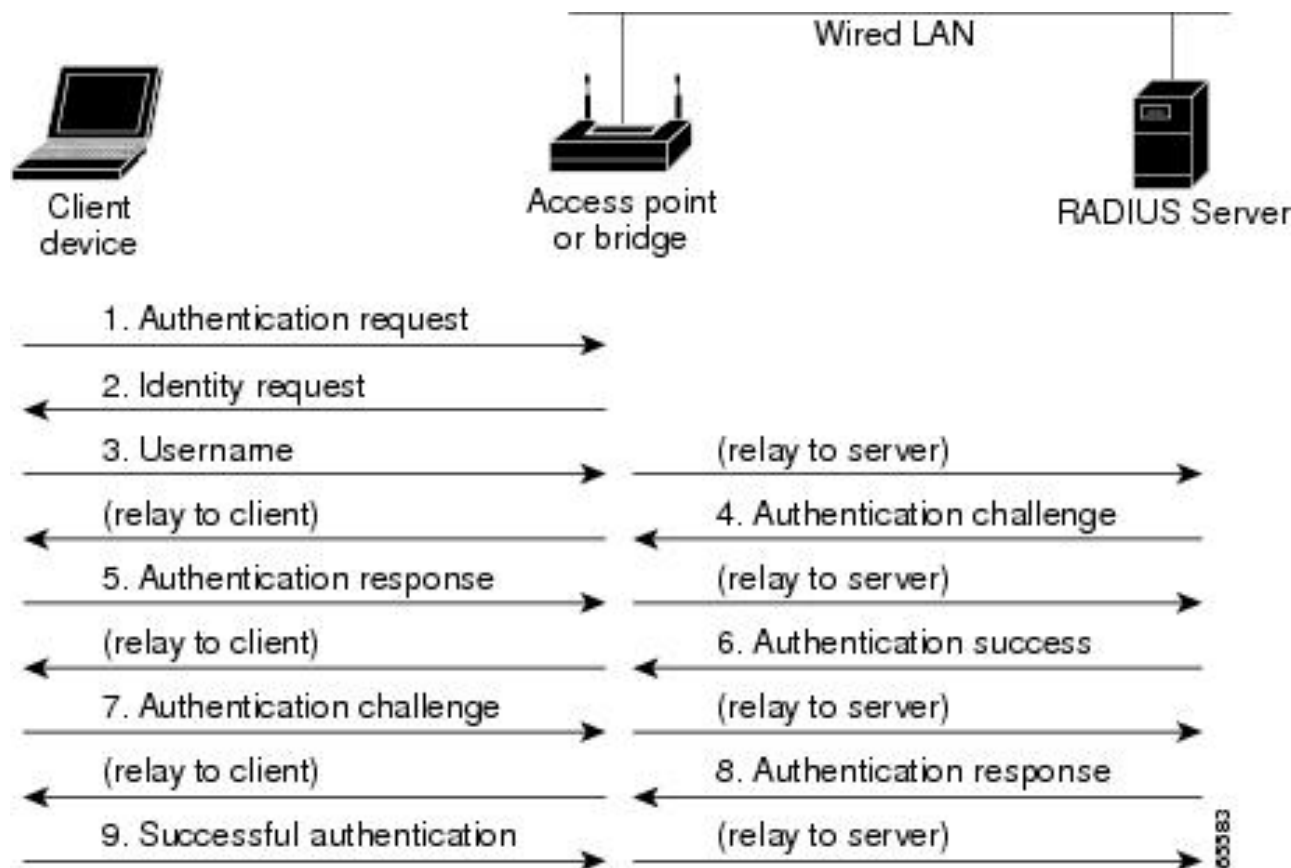 Wired LAN
Client
device
Access point
or bridge
RADIUS Server
1. Authentication request
2. Identity request
3. Username
(relay to server)
(relay to client)
4. Authentication challenge
5. Authentication response
(relay to server)
(relay to client)
6. Authentication success
7. Authentication challenge
(relay to server)
(relay to client)
8. Authentication response
9. Successful authentication
(relay to server)
65583